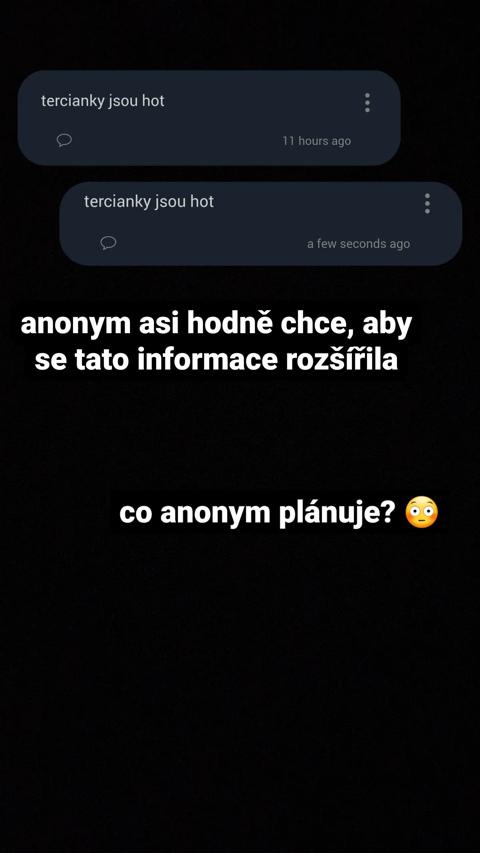 tercianky jsou hot
11 hours ago
tercianky jsou hot
a few seconds ago
anonym asi hodně chce, aby
se tato informace rozšířila
co anonym plánuje? 😳